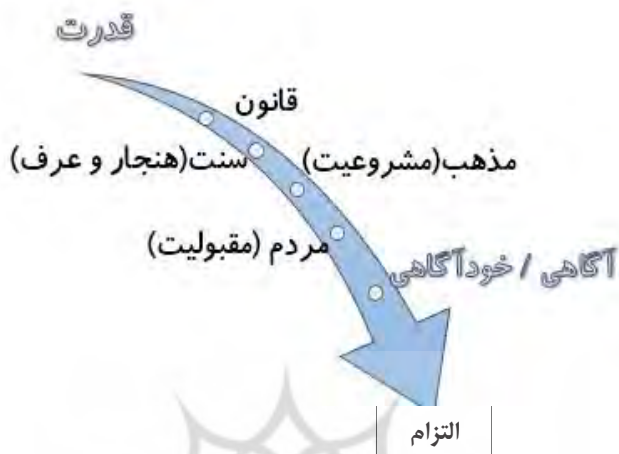 قدرت
قانون
سنت(هنجار و عرف)
مذهب(مشروعیت)
مردم (مقبولیت)
آگاهی / خودآگاهی
التزام